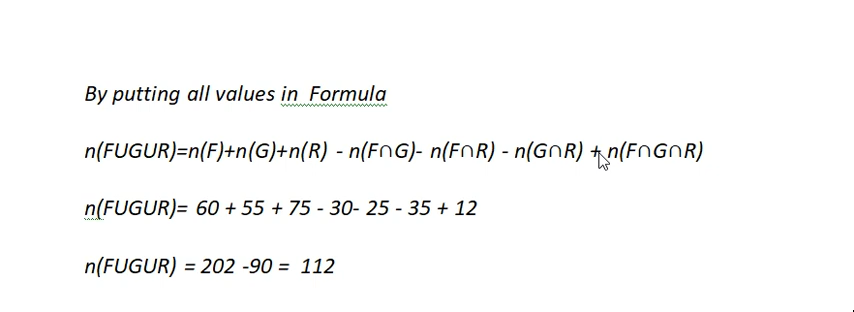 By putting all values in Formula
n(FUGUR)=n(F)+n(G)+n(R) - n(F∩G)- n(F∩R) - n(G∩R) + n(F∩G∩R)
n(FUGUR)= 60 + 55 + 75 - 30- 25 - 35 + 12
n(FUGUR) = 202 -90 = 112